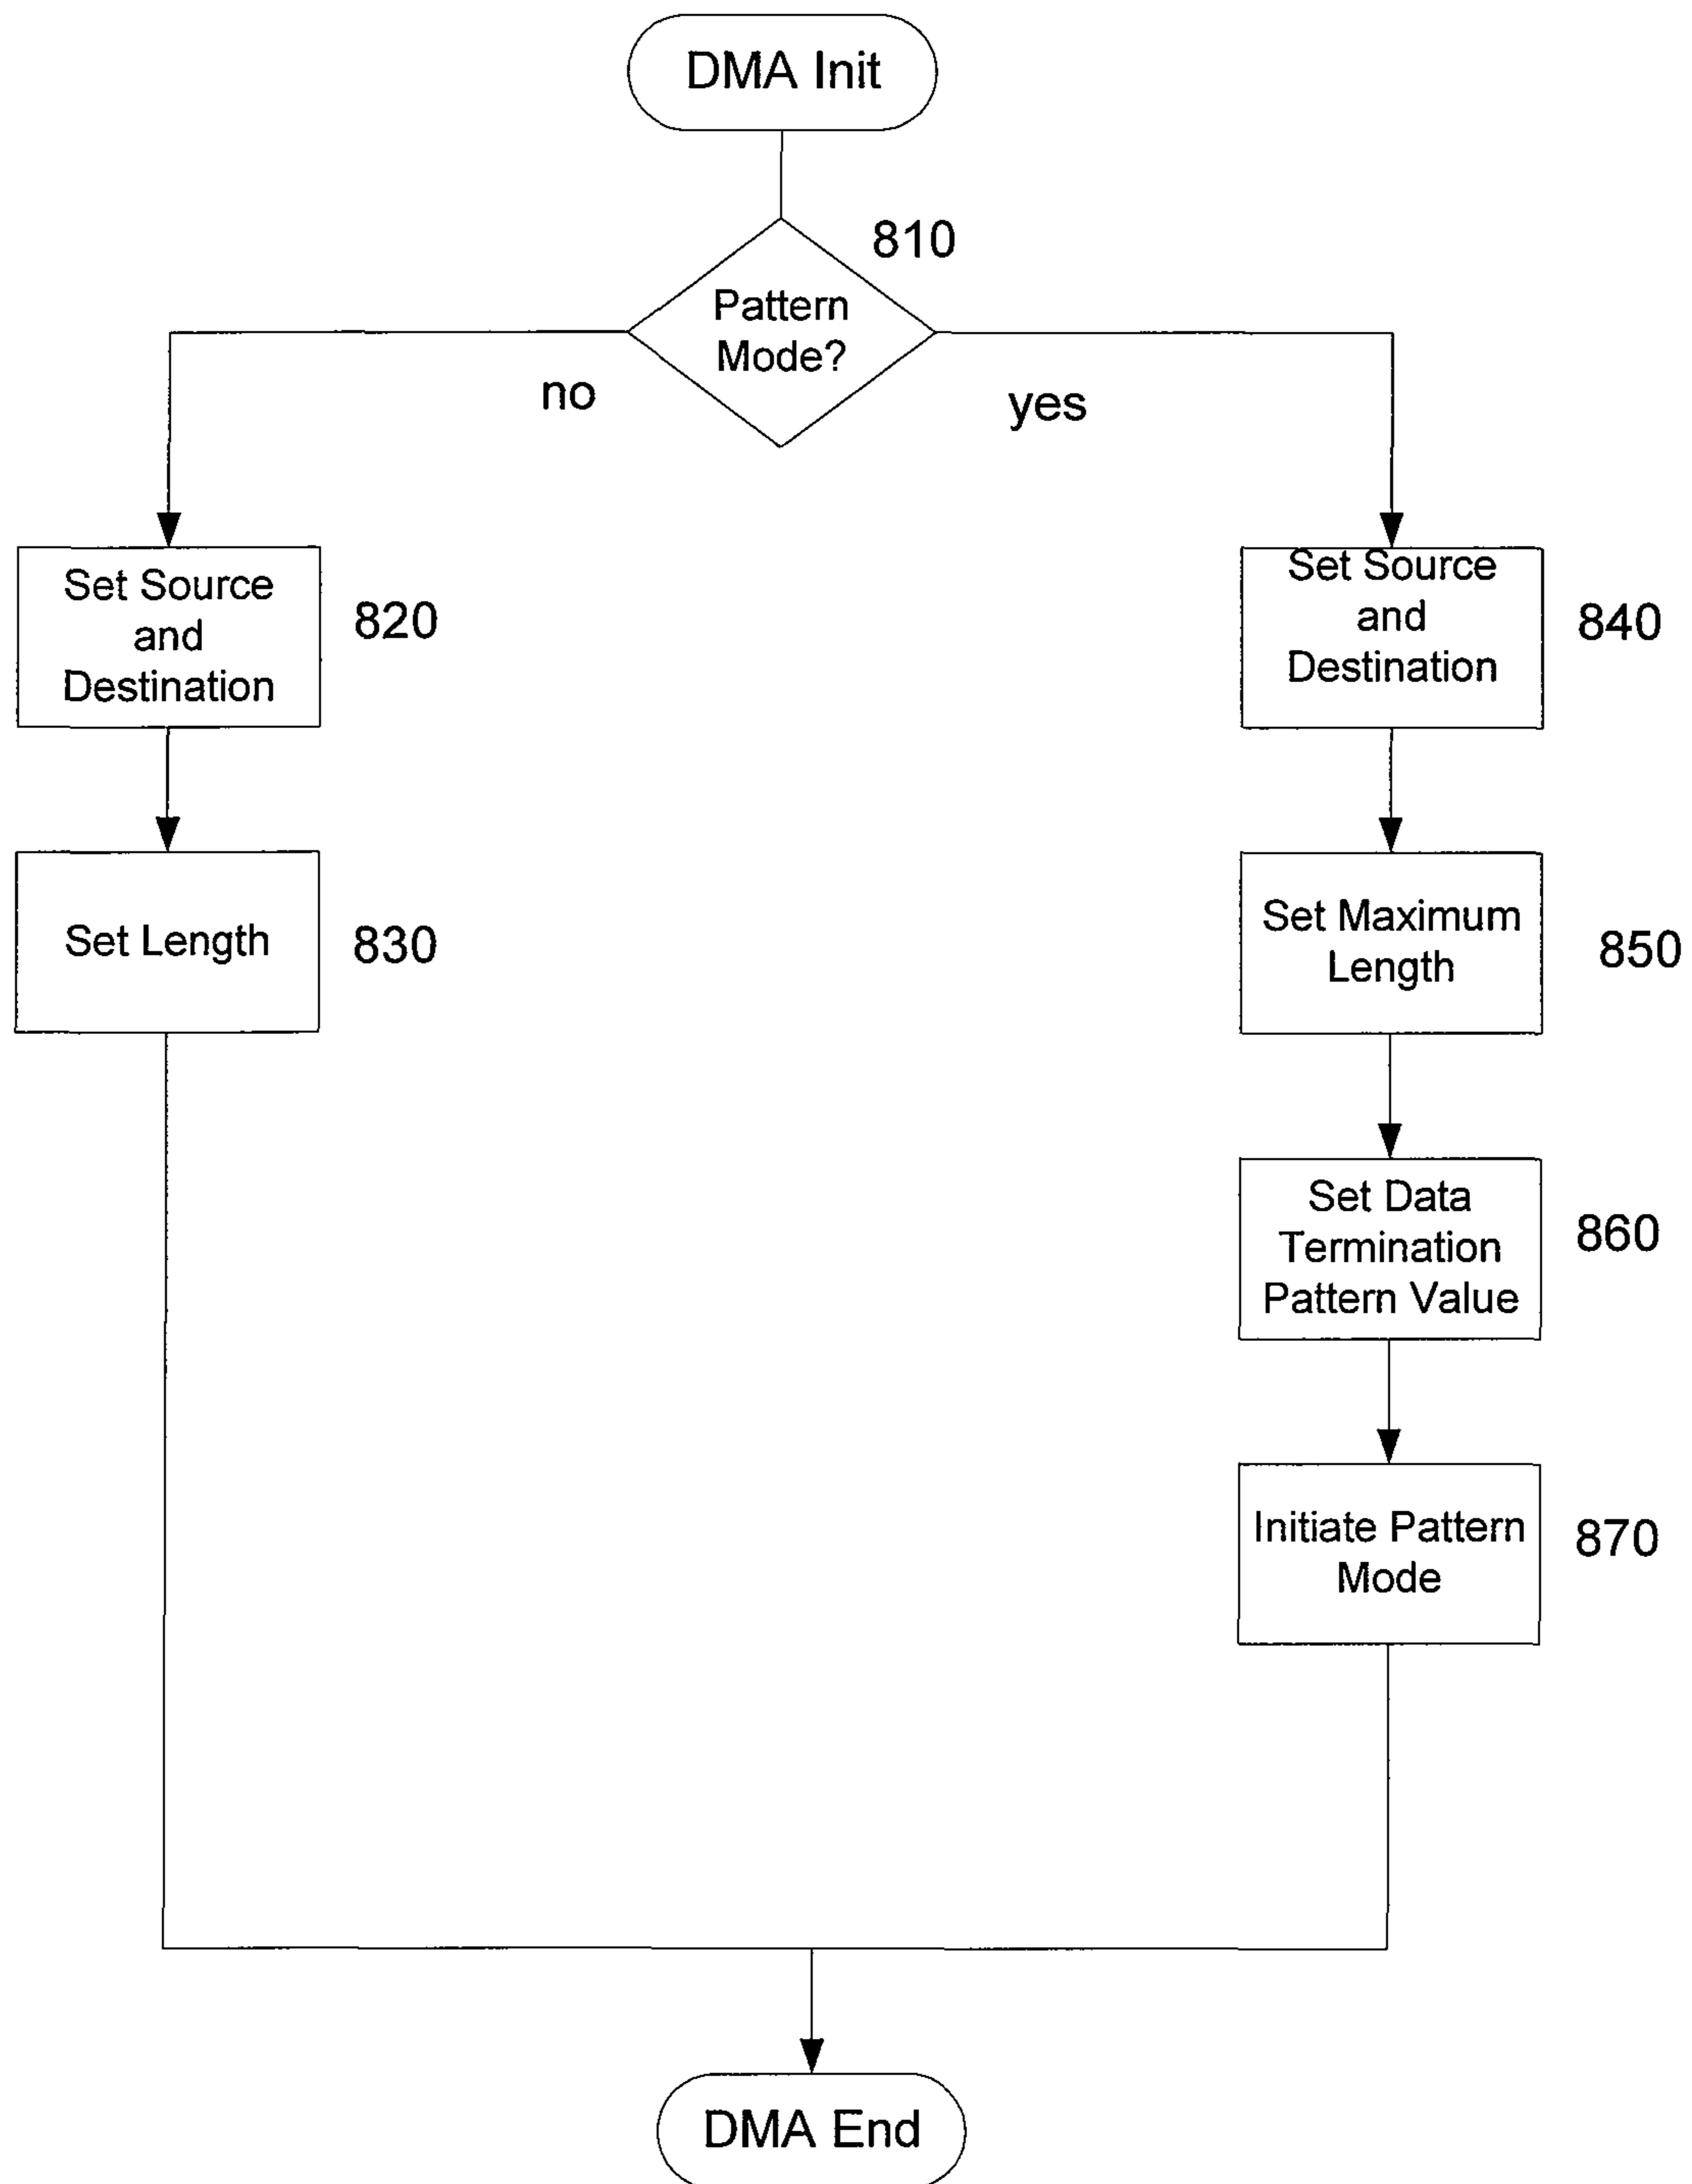 DMA Init
810
Pattern
Mode?
no
yes
Set Source
and
Destination
820
Set Source
and
Destination
840
Set Length
830
Set Maximum
Length
850
Set Data
Termination
Pattern Value
860
Initiate Pattern
Mode
870
DMA End